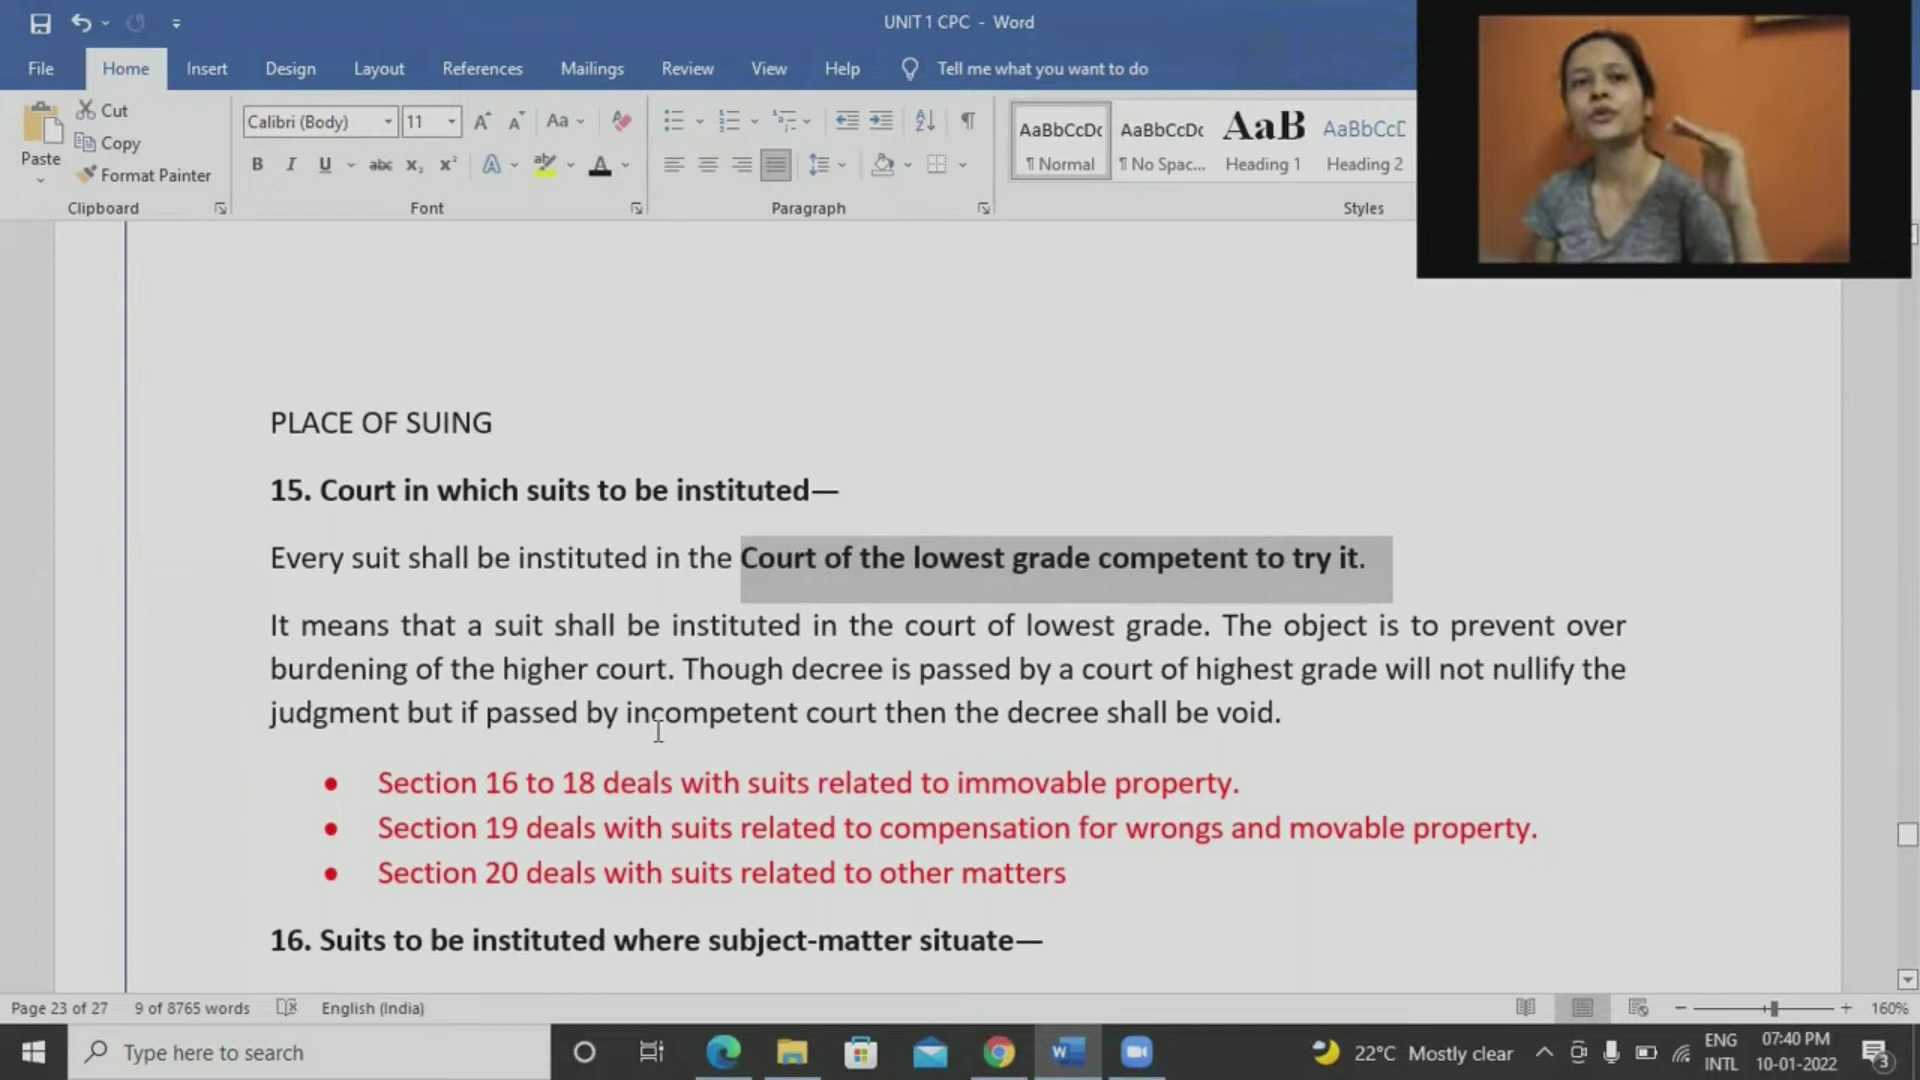 UNIT 1 CPC - Word
File Home Insert Design Layout References Mailings Review View Help Tell me what you want to do
Paste
Cut
Copy
Format Painter
Clipboard
Calibri (Body) 11 Aa
B I U abc x₂ x² A ab A
Font
Paragraph
AaBbCcDc AaBbCcDc AaB AaBbCcD
¶ Normal ¶ No Spac... Heading 1 Heading 2
Styles
PLACE OF SUING
15. Court in which suits to be instituted—
Every suit shall be instituted in the Court of the lowest grade competent to try it.
It means that a suit shall be instituted in the court of lowest grade. The object is to prevent over
burdening of the higher court. Though decree is passed by a court of highest grade will not nullify the
judgment but if passed by incompetent court then the decree shall be void.
• Section 16 to 18 deals with suits related to immovable property.
• Section 19 deals with suits related to compensation for wrongs and movable property.
• Section 20 deals with suits related to other matters
16. Suits to be instituted where subject-matter situate—
Page 23 of 27 9 of 8765 words English (India) 160%
Type here to search
22°C Mostly clear
ENG
INTL
07:40 PM
10-01-2022
3